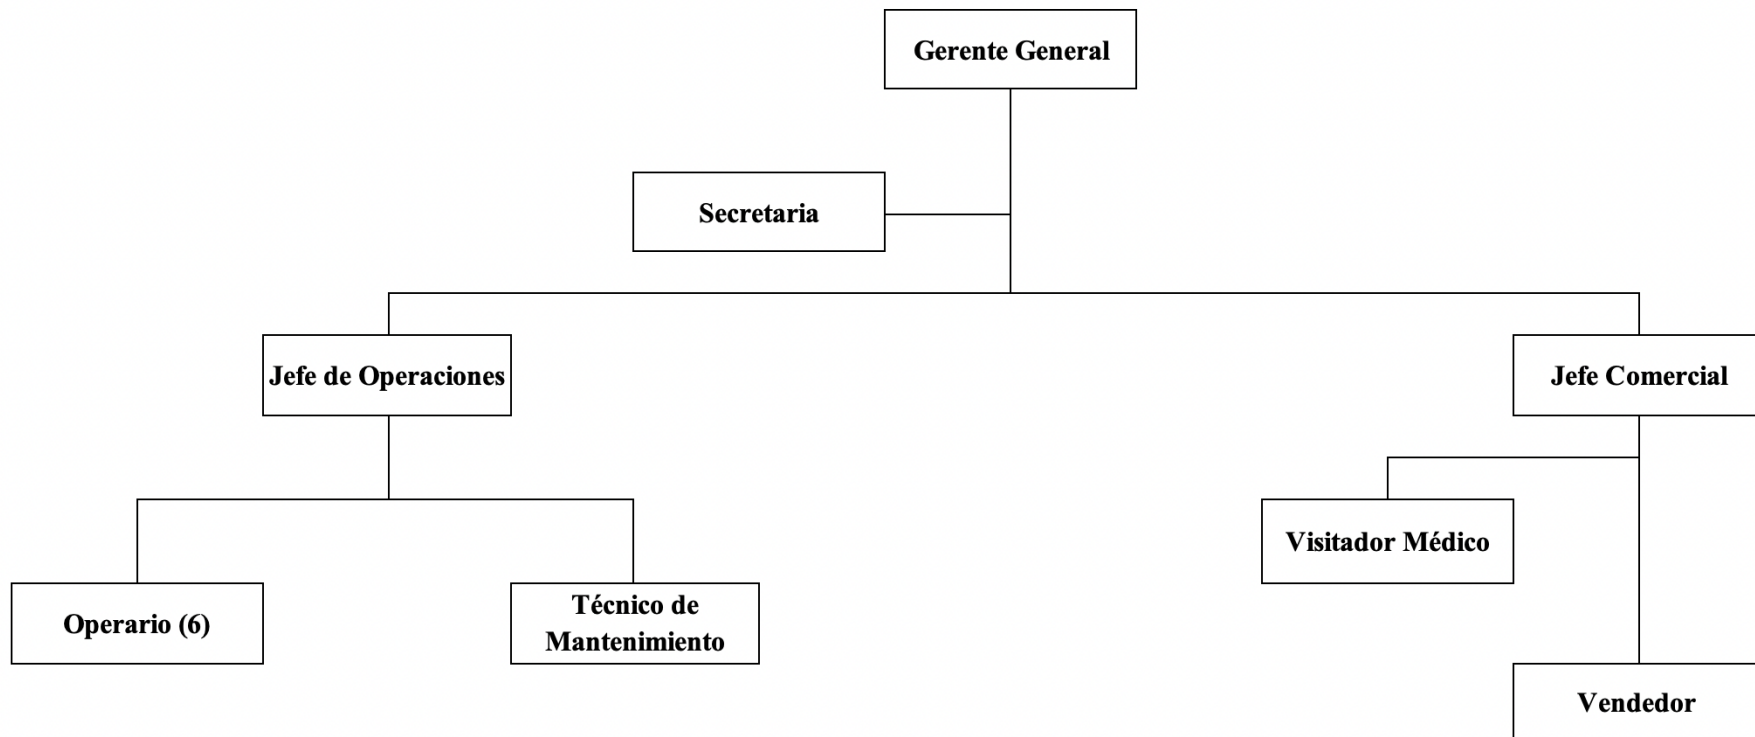 Gerente General
Secretaria
Jefe de Operaciones
Jefe Comercial
Visitador Médico
Operario (6)
Técnico de
Mantenimiento
Vendedor